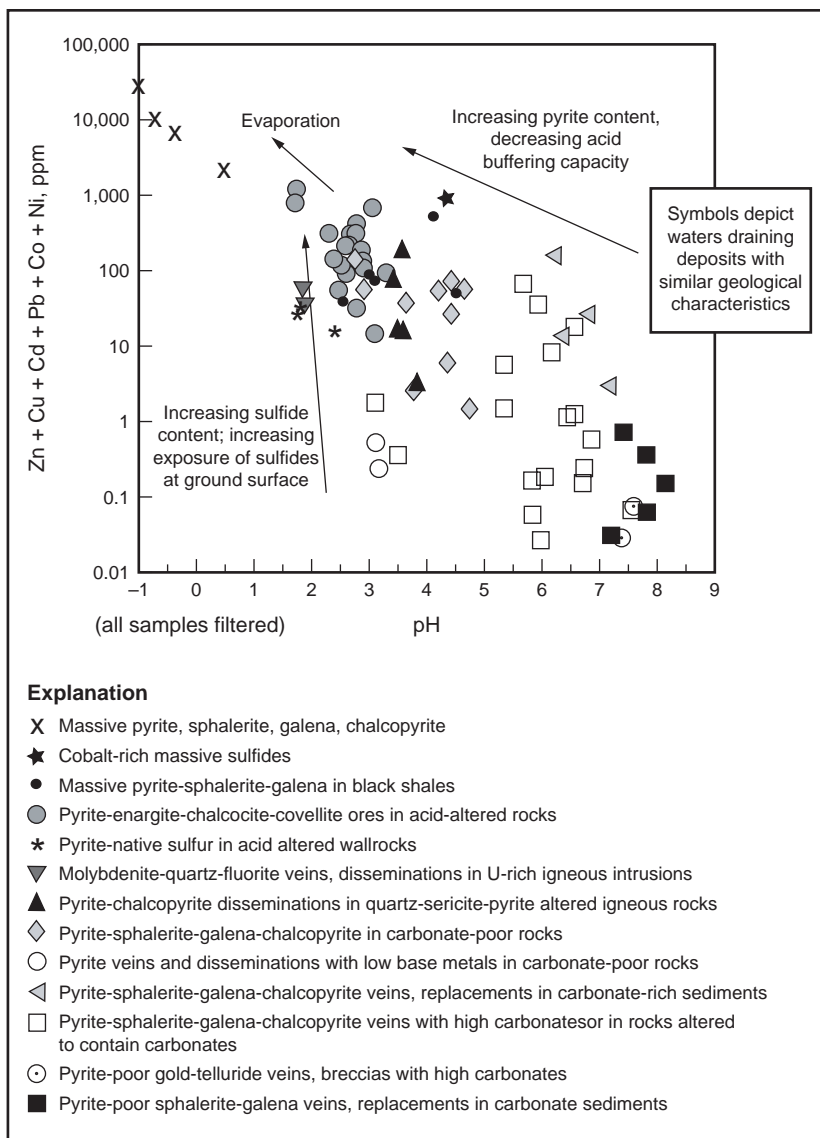 100,000
10,000
1,000
100
10
1
0.1
0.01
Zn + Cu + Cd + Pb + Co + Ni, ppm
Evaporation
Increasing pyrite content,
decreasing acid
buffering capacity
Symbols depict
waters draining
deposits with
similar geological
characteristics
Increasing sulfide
content; increasing
exposure of sulfides
at ground surface
–1 0 1 2 3 4 5 6 7 8 9
(all samples filtered) pH
Explanation
X Massive pyrite, sphalerite, galena, chalcopyrite
Cobalt-rich massive sulfides
Massive pyrite-sphalerite-galena in black shales
Pyrite-enargite-chalcocite-covellite ores in acid-altered rocks
* Pyrite-native sulfur in acid altered wallrocks
Molybdenite-quartz-fluorite veins, disseminations in U-rich igneous intrusions
Pyrite-chalcopyrite disseminations in quartz-sericite-pyrite altered igneous rocks
Pyrite-sphalerite-galena-chalcopyrite in carbonate-poor rocks
Pyrite veins and disseminations with low base metals in carbonate-poor rocks
Pyrite-sphalerite-galena-chalcopyrite veins, replacements in carbonate-rich sediments
Pyrite-sphalerite-galena-chalcopyrite veins with high carbonatesor in rocks altered
to contain carbonates
Pyrite-poor gold-telluride veins, breccias with high carbonates
Pyrite-poor sphalerite-galena veins, replacements in carbonate sediments